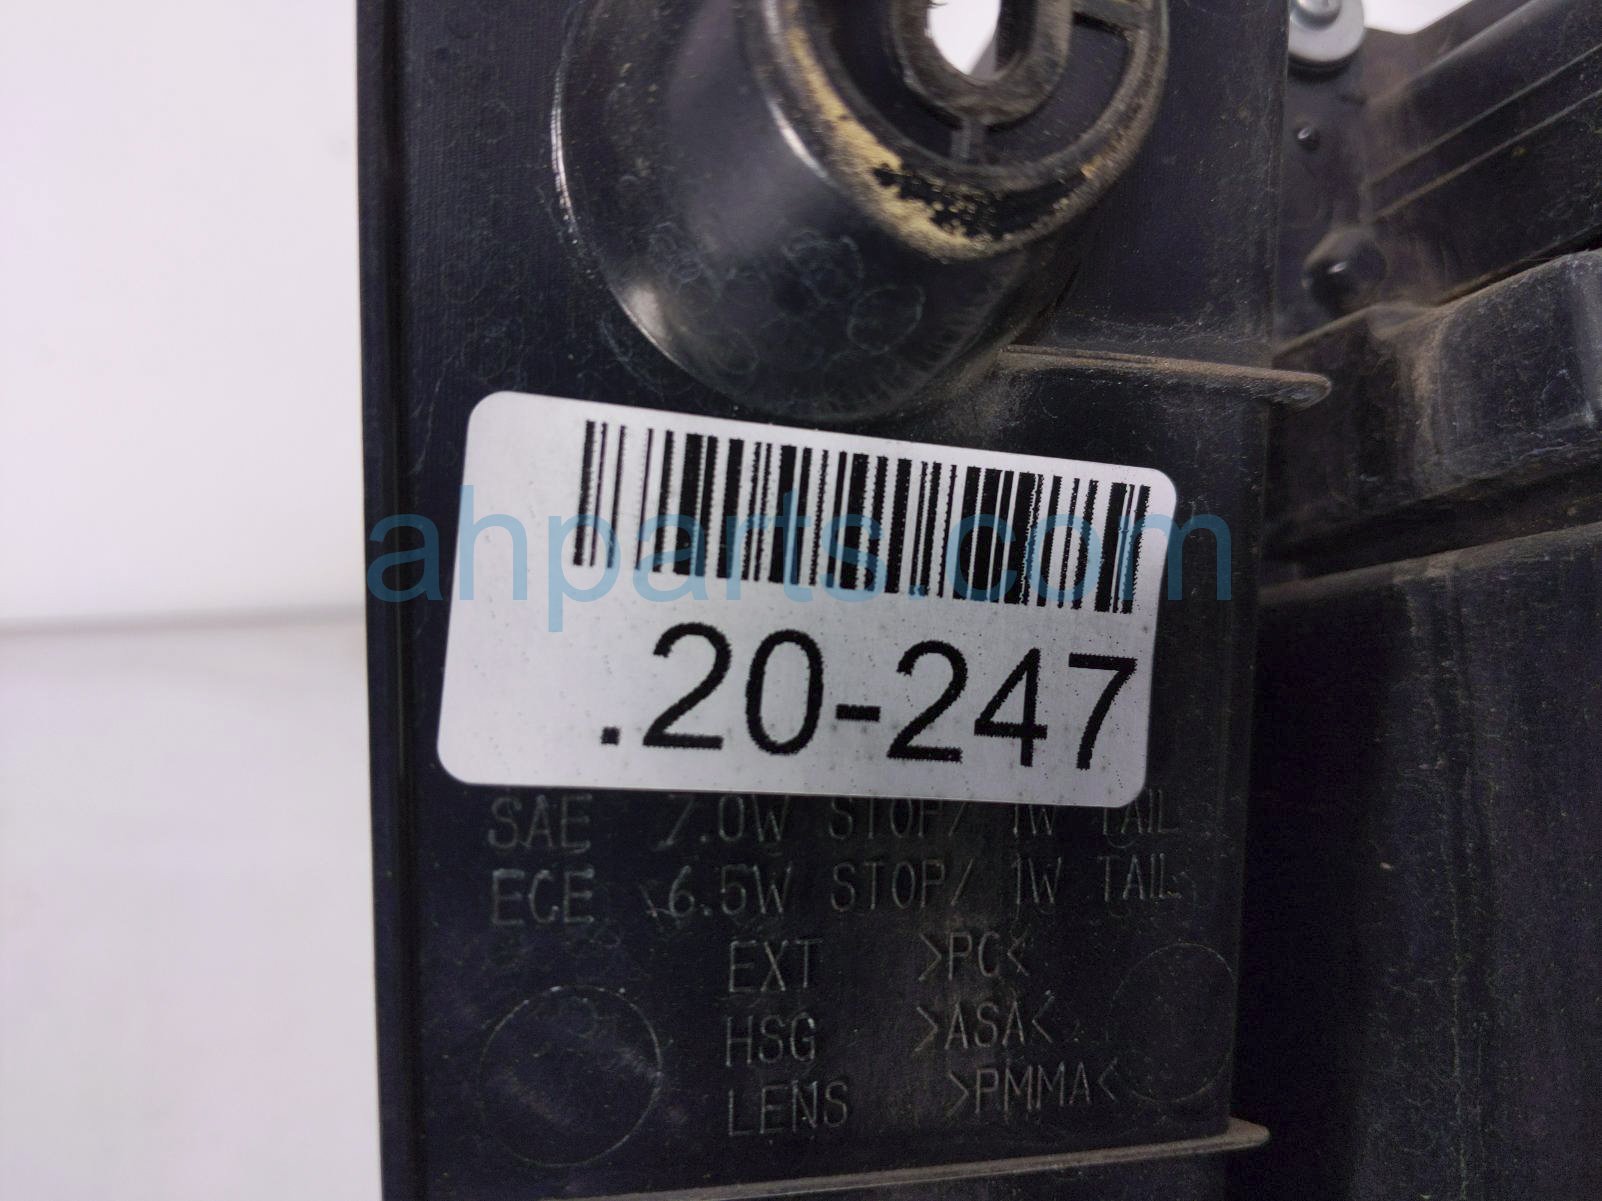 ahparts.com
.20-247
SAE 7.0W STOP/ 1W TAIL
ECE 6.5W STOP/ 1W TAIL
EXT >PC<
HSG >ASA<
LENS >PMMA<